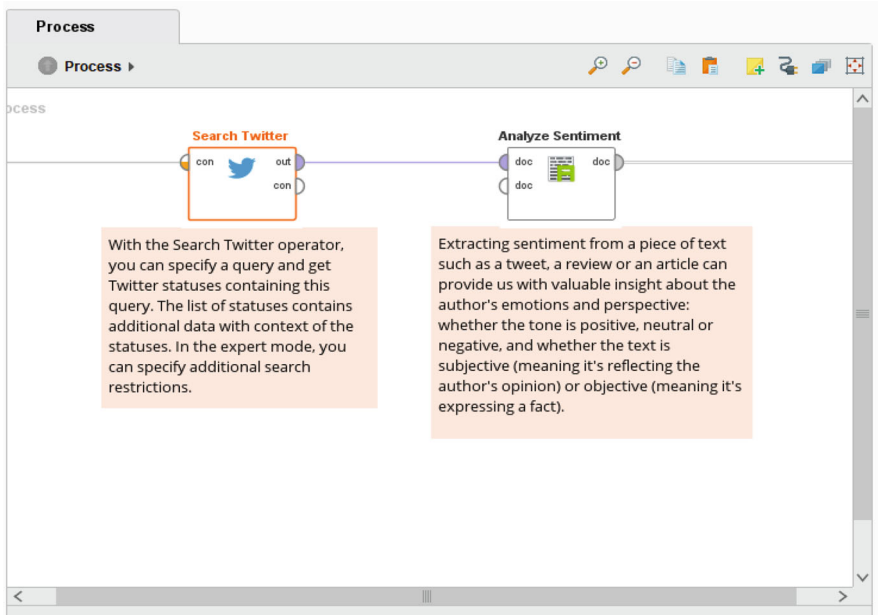 Process
Process
ocess
Search Twitter
con
out
con
Analyze Sentiment
doc
doc
doc
With the Search Twitter operator,
you can specify a query and get
Twitter statuses containing this
query. The list of statuses contains
additional data with context of the
statuses. In the expert mode, you
can specify additional search
restrictions.
Extracting sentiment from a piece of text
such as a tweet, a review or an article can
provide us with valuable insight about the
author's emotions and perspective:
whether the tone is positive, neutral or
negative, and whether the text is
subjective (meaning it's reflecting the
author's opinion) or objective (meaning it's
expressing a fact).